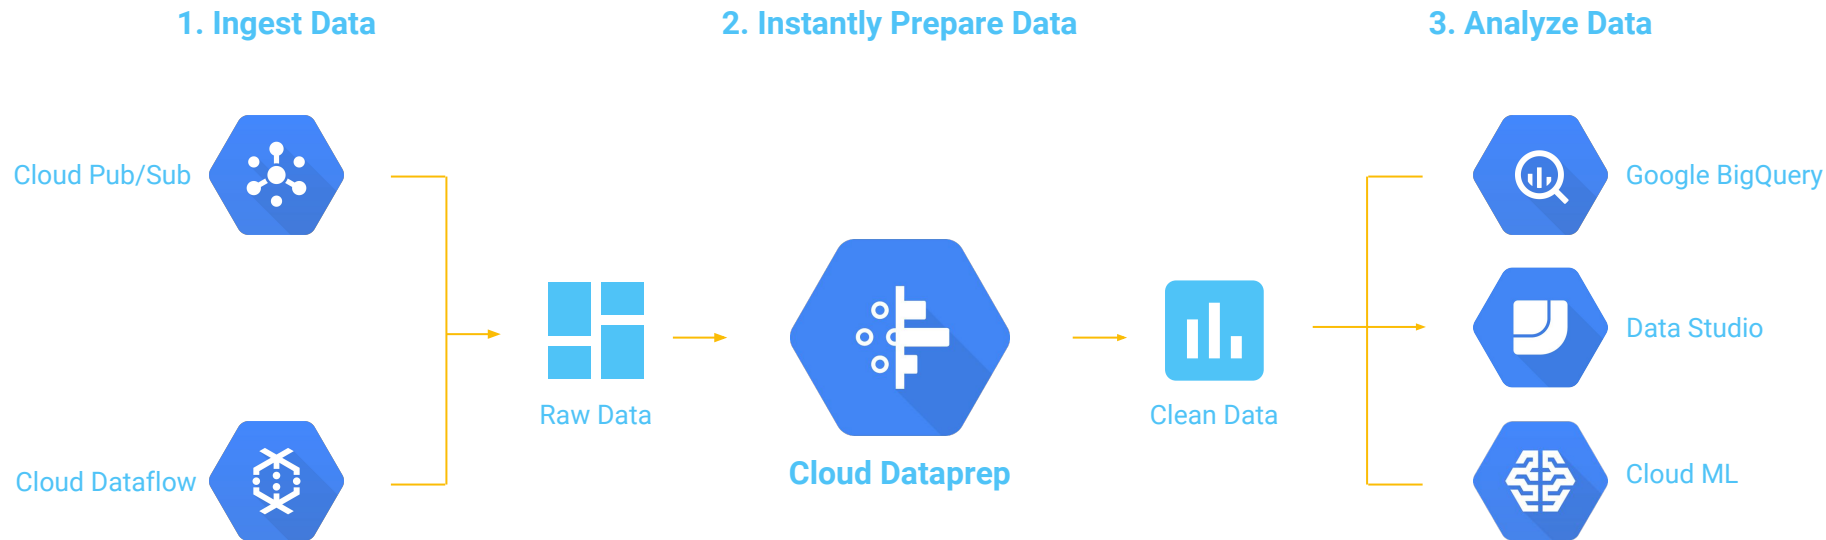 1. Ingest Data
2. Instantly Prepare Data
3. Analyze Data
Cloud Pub/Sub
Google BigQuery
Data Studio
Raw Data
Clean Data
Cloud Dataprep
Cloud Dataflow
Cloud ML